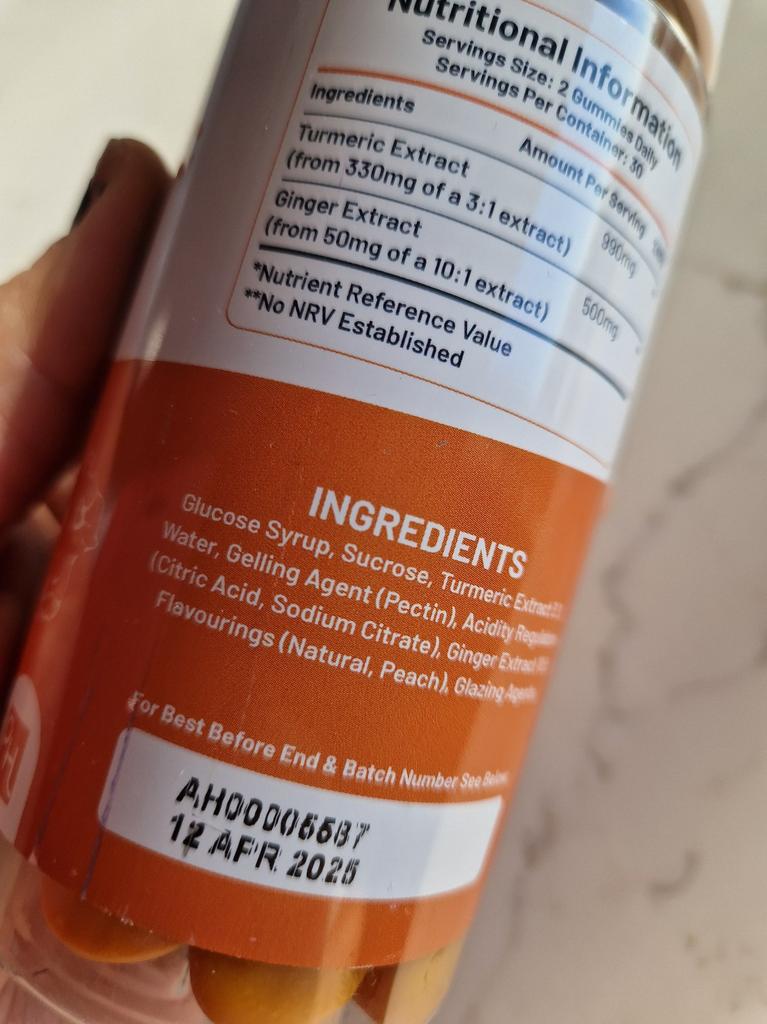 Nutritional Information
Servings Size: 2 Gummies Daily
Servings Per Container: 30
Ingredients Amount Per Serving
Turmeric Extract
(from 330mg of a 3:1 extract) 990mg
Ginger Extract
(from 50mg of a 10:1 extract) 500mg
*Nutrient Reference Value
**No NRV Established
INGREDIENTS
Glucose Syrup, Sucrose, Turmeric Extract
Water, Gelling Agent (Pectin), Acidity
(Citric Acid, Sodium Citrate), Ginger Extract
Flavourings (Natural, Peach), Glazing
For Best Before End & Batch Number See Below
AH00006687
12 APR 2025